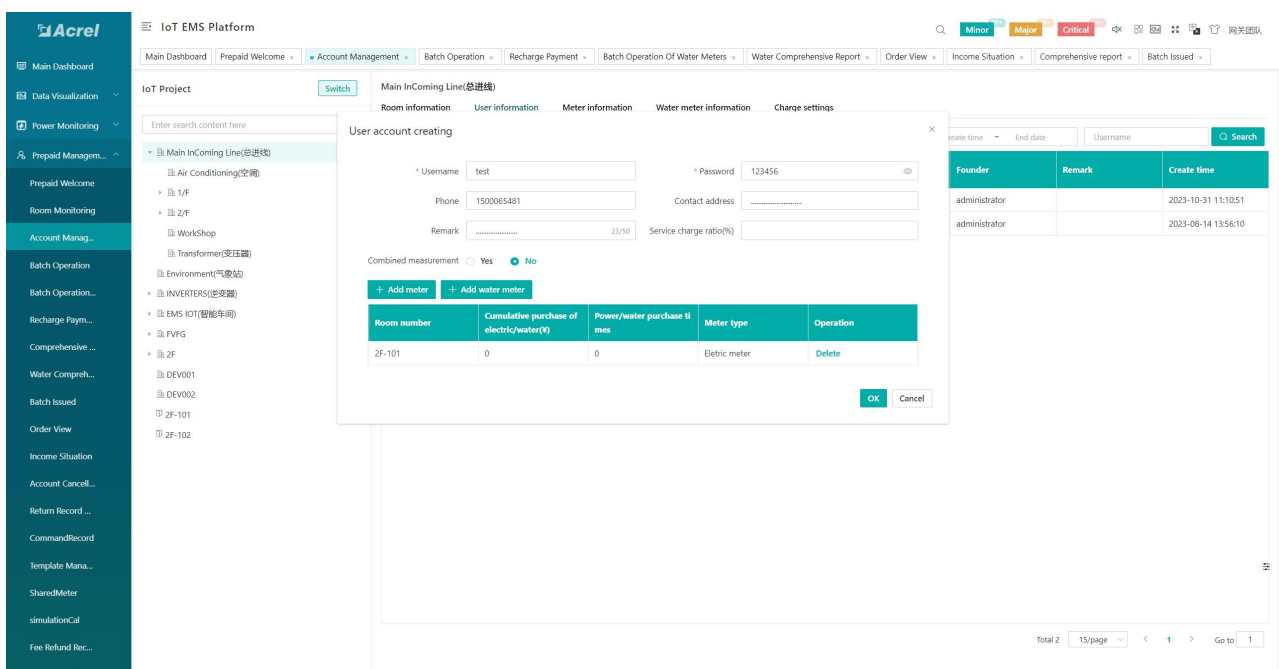 Acrel
IoT EMS Platform
Minor
Major
Critical
网关团队
Main Dashboard
Prepaid Welcome ×
Account Management ×
Batch Operation ×
Recharge Payment ×
Batch Operation Of Water Meters ×
Water Comprehensive Report ×
Order View ×
Income Situation ×
Comprehensive report ×
Batch Issued ×
Main Dashboard
Data Visualization
Power Monitoring
Prepaid Managem...
Prepaid Welcome
Room Monitoring
Account Manag...
Batch Operation
Batch Operation...
Recharge Paym...
Comprehensive ...
Water Compreh...
Batch Issued
Order View
Income Situation
Account Cancell...
Return Record ...
CommandRecord
Template Mana...
SharedMeter
simulationCal
Fee Refund Rec...
IoT Project
Switch
Enter search content here
Main InComing Line(总进线)
Air Conditioning(空调)
1/F
2/F
WorkShop
Transformer(变压器)
Environment(气象站)
INVERTERS(逆变器)
EMS IOT(智能车间)
FVFG
2F
DEV001
DEV002
2F-101
2F-102
Main InComing Line(总进线)
Room information
User information
Meter information
Water meter information
Charge settings
reate time ~ End date
Username
Search
Founder
Remark
Create time
administrator
2023-10-31 11:10:51
administrator
2023-08-14 13:56:10
User account creating
* Username
test
* Password
123456
Phone
1500065481
Contact address
Remark
23/50
Service charge ratio(%)
Combined measurement
Yes
No
+ Add meter
+ Add water meter
Room number
Cumulative purchase of
electric/water(¥)
Power/water purchase ti
mes
Meter type
Operation
2F-101
0
0
Eletric meter
Delete
OK
Cancel
Total 2
15/page
< 1 >
Go to 1